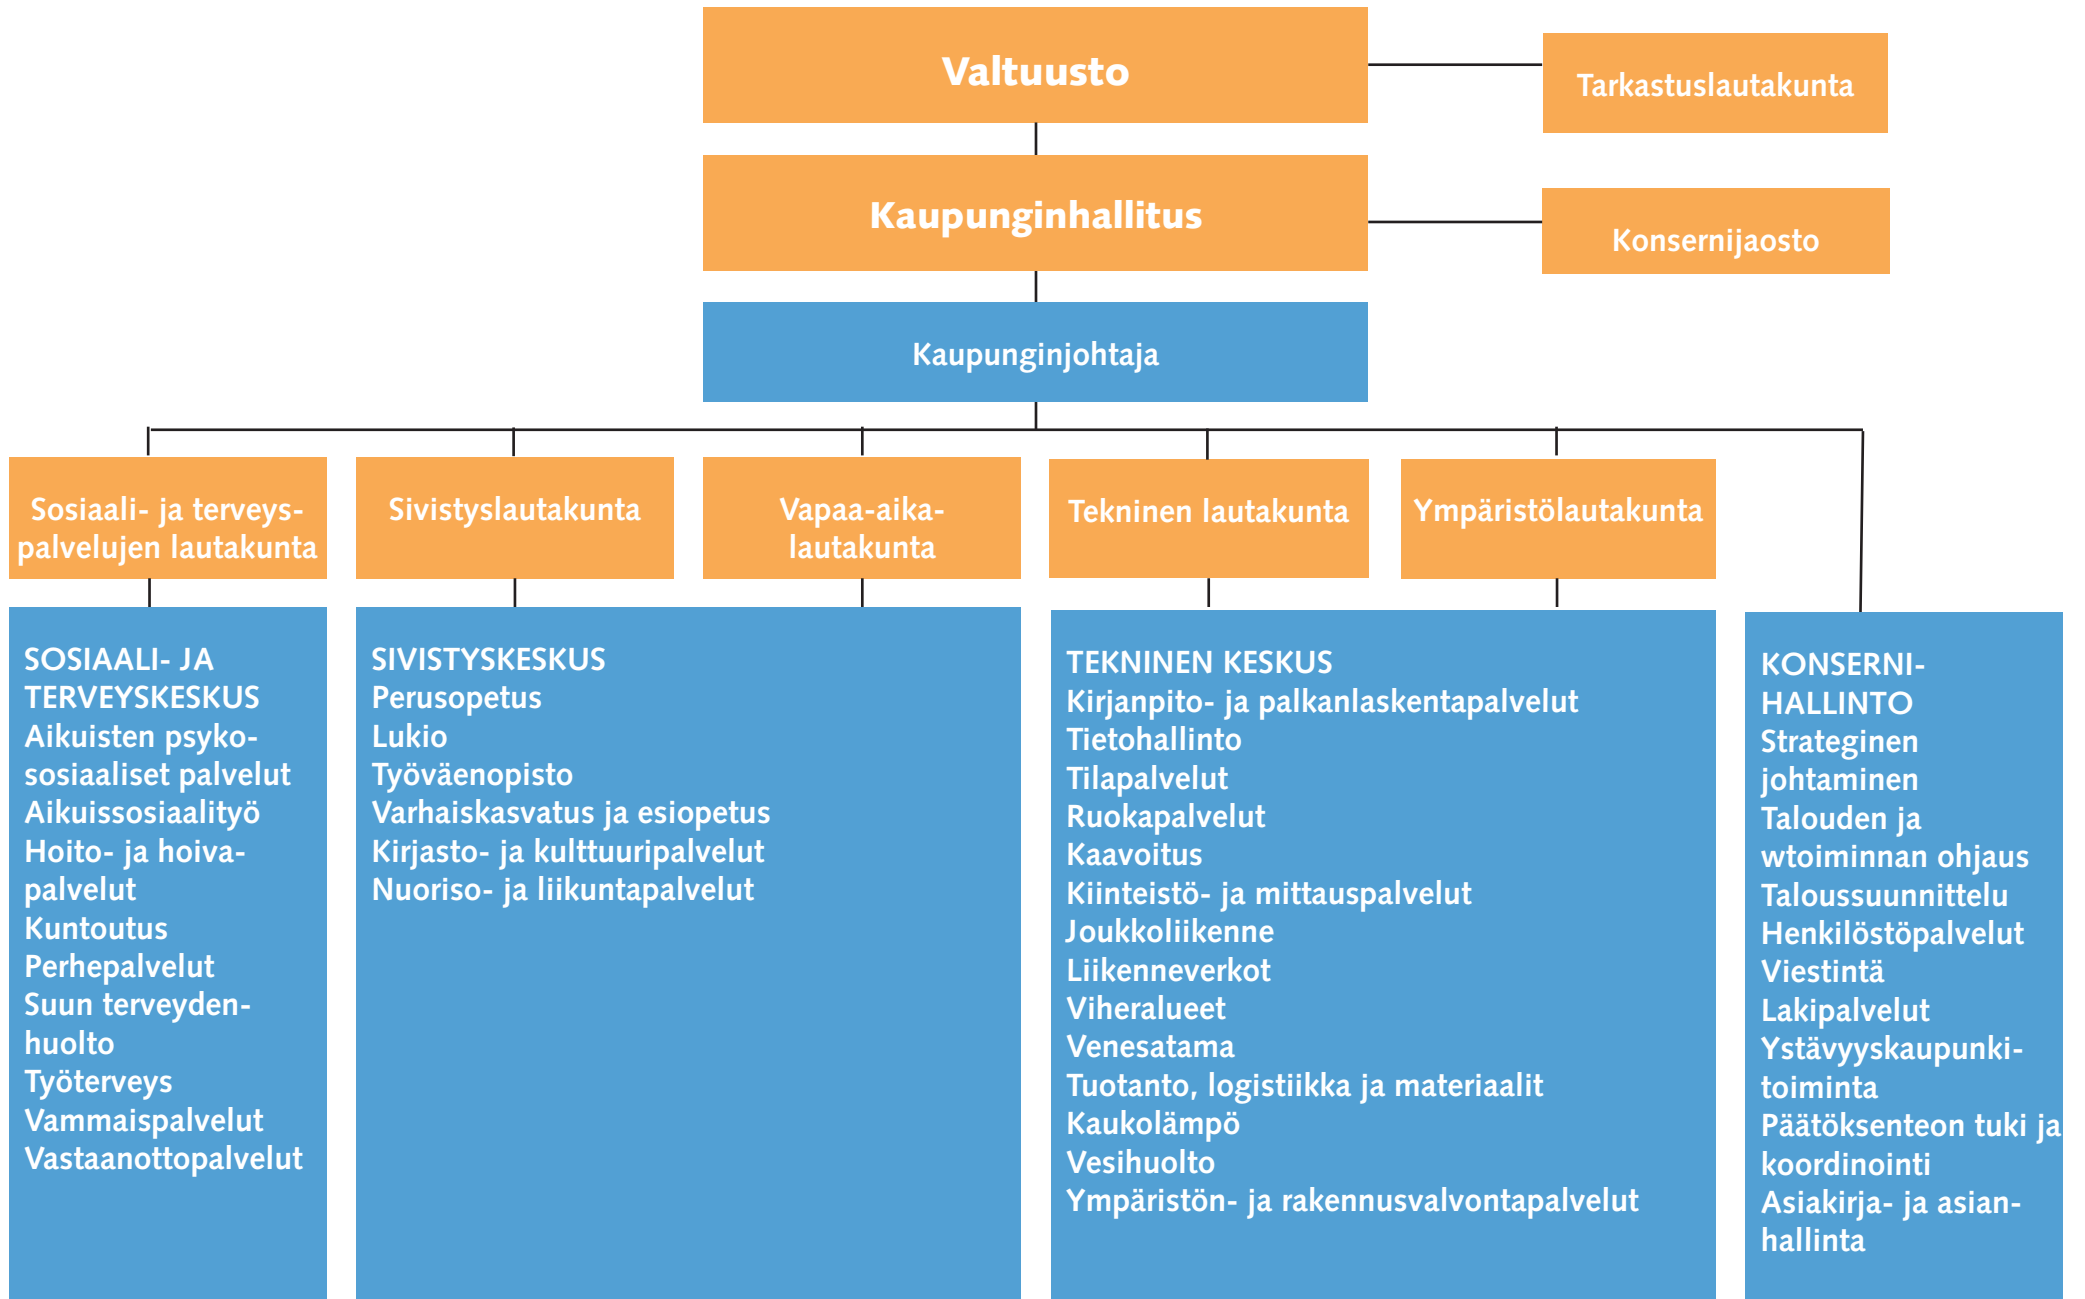 Valtuusto
Tarkastuslautakunta
Kaupunginhallitus
Konsernijaosto
Kaupunginjohtaja
Sosiaali- ja terveys-
palvelujen lautakunta
Sivistyslautakunta
Vapaa-aika-
lautakunta
Tekninen lautakunta
Ympäristölautakunta
SOSIAALI- JA
TERVEYSKESKUS
Aikuisten psyko-
sosiaaliset palvelut
Aikuissosiaalityö
Hoito- ja hoiva-
palvelut
Kuntoutus
Perhepalvelut
Suun terveyden-
huolto
Työterveys
Vammaispalvelut
Vastaanottopalvelut
SIVISTYSKESKUS
Perusopetus
Lukio
Työväenopisto
Varhaiskasvatus ja esiopetus
Kirjasto- ja kulttuuripalvelut
Nuoriso- ja liikuntapalvelut
TEKNINEN KESKUS
Kirjanpito- ja palkanlaskentapalvelut
Tietohallinto
Tilapalvelut
Ruokapalvelut
Kaavoitus
Kiinteistö- ja mittauspalvelut
Joukkoliikenne
Liikenneverkot
Viheralueet
Venesatama
Tuotanto, logistiikka ja materiaalit
Kaukolämpö
Vesihuolto
Ympäristön- ja rakennusvalvontapalvelut
KONSERNI-
HALLINTO
Strateginen
johtaminen
Talouden ja
wtoiminnan ohjaus
Taloussuunnittelu
Henkilöstöpalvelut
Viestintä
Lakipalvelut
Ystävyyskaupunki-
toiminta
Päätöksenteon tuki ja
koordinointi
Asiakirja- ja asian-
hallinta